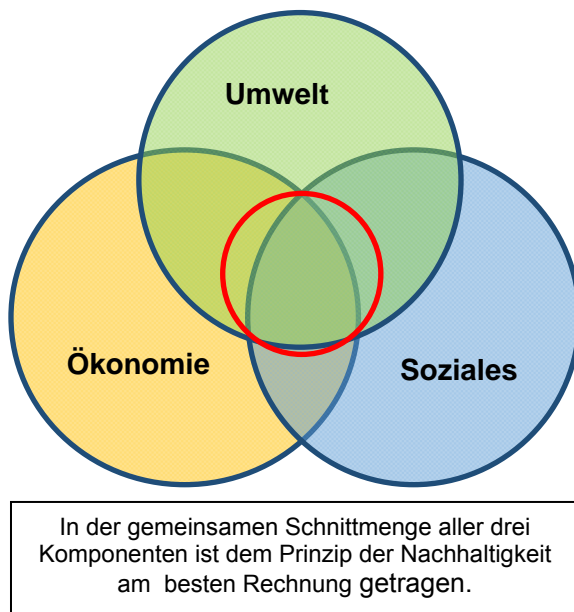 Umwelt
Ökonomie
Soziales
In der gemeinsamen Schnittmenge aller drei
Komponenten ist dem Prinzip der Nachhaltigkeit
am besten Rechnung getragen.